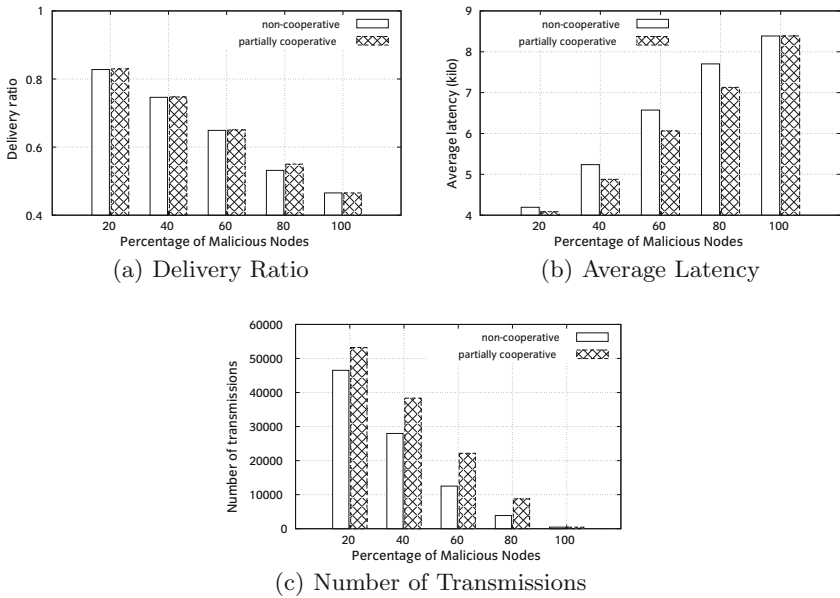 1
0.8
0.6
0.4
Delivery ratio
non-cooperative
partially cooperative
20 40 60 80 100
Percentage of Malicious Nodes
(a) Delivery Ratio
9
8
7
6
5
4
Average latency (kilo)
non-cooperative
partially cooperative
20 40 60 80 100
Percentage of Malicious Nodes
(b) Average Latency
60000
50000
40000
30000
20000
10000
0
Number of transmissions
non-cooperative
partially cooperative
20 40 60 80 100
Percentage of Malicious Nodes
(c) Number of Transmissions